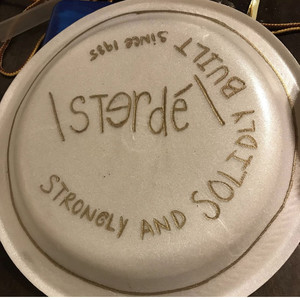 \STERdé\
STRONGLY AND SOLIDLY BUILT
SINCE 1995